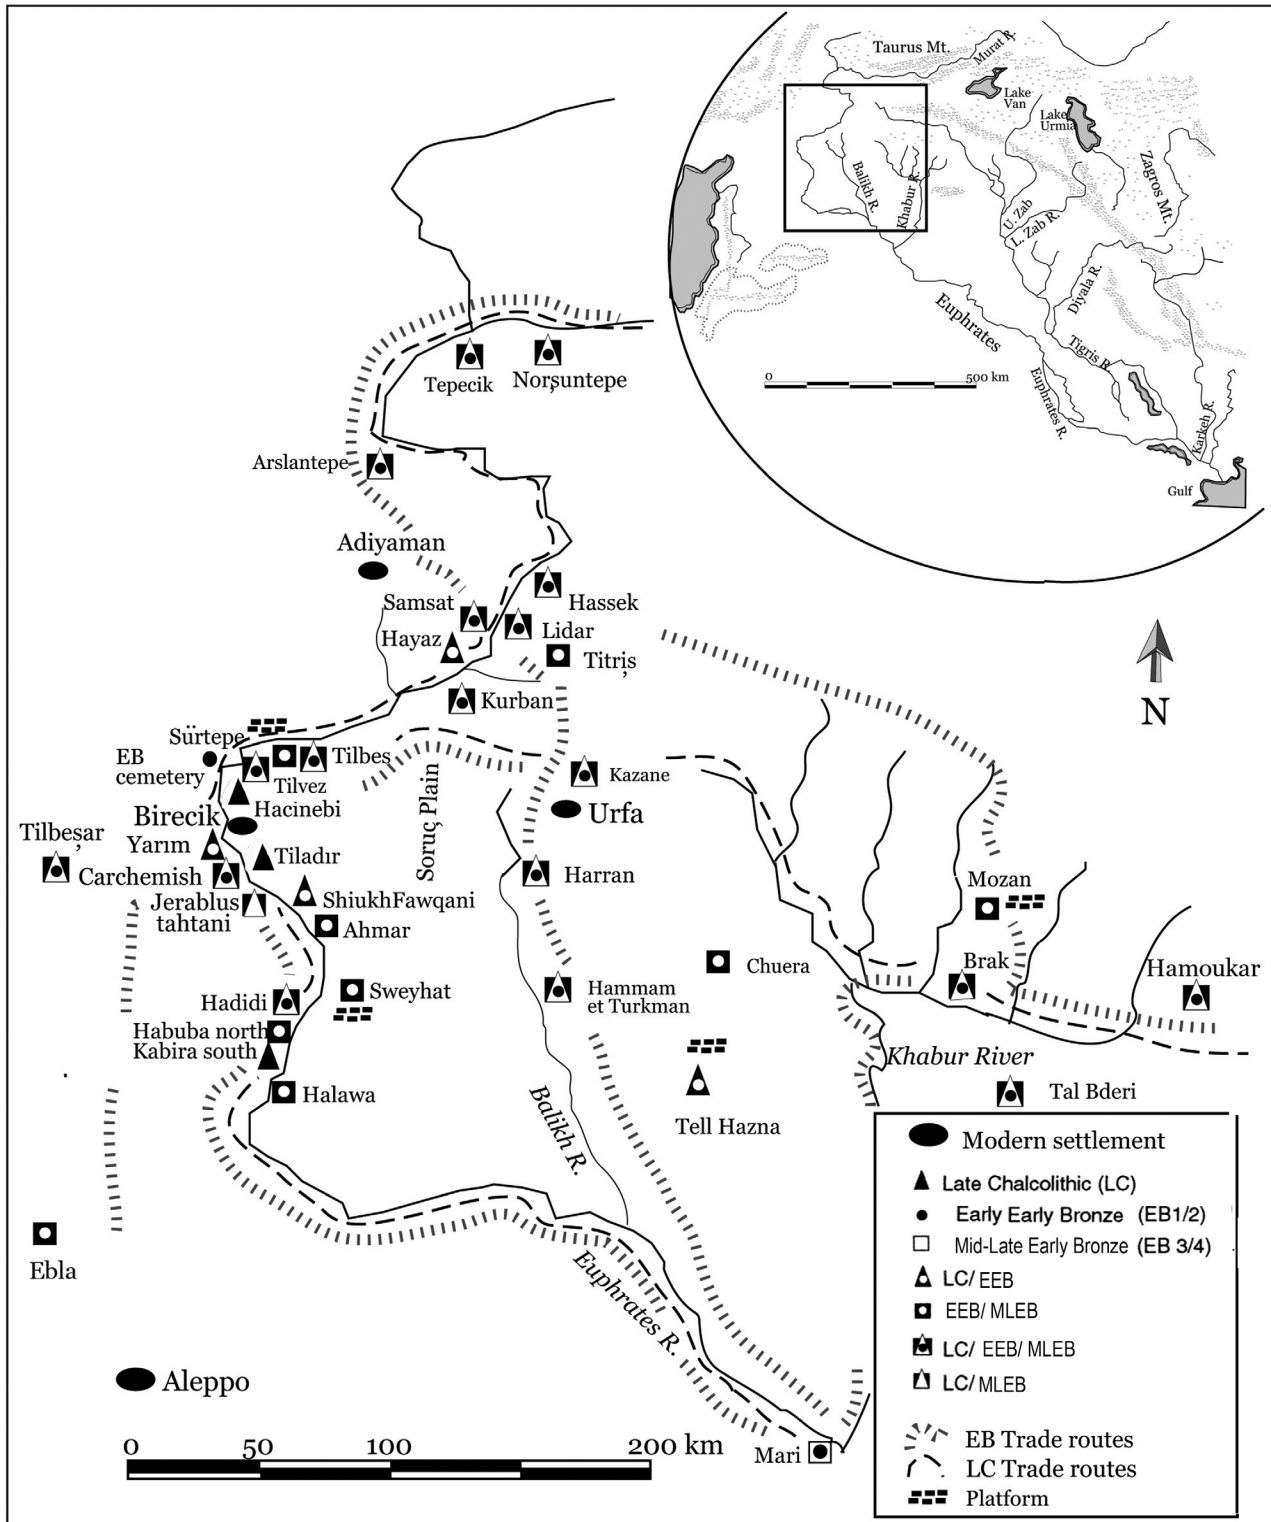 Taurus Mt.
Murat R.
Lake
Van
Lake
Urmia
Zagros Mt.
Balikh R.
Khabur R.
U. Zab
L. Zab R.
Diyala R.
Euphrates
Tigris R.
Euphrates R.
Karkeh R.
Gulf
0
500 km
Tepecik
Norşuntepe
Arslantepe
Adiyaman
Samsat
Hassek
Hayaz
Lidar
Titriş
Kurban
N
Sürtepe
EB
cemetery
Tilbes
Tilvez
Hacinebi
Kazane
Birecik
Soruç Plain
Urfa
Tilbeşar
Yarım
Tiladır
Carchemish
Harran
Mozan
Jerablus
tahtani
ShiukhFawqani
Ahmar
Chuera
Brak
Hamoukar
Hadidi
Sweyhat
Hammam
et Turkman
Habuba north
Kabira south
Khabur River
Halawa
Balikh R.
Tell Hazna
Tal Bderi
Ebla
Euphrates R.
Aleppo
Mari
0
50
100
200 km
Modern settlement
Late Chalcolithic (LC)
Early Early Bronze (EB1/2)
Mid-Late Early Bronze (EB 3/4)
LC/ EEB
EEB/ MLEB
LC/ EEB/ MLEB
LC/ MLEB
EB Trade routes
LC Trade routes
Platform